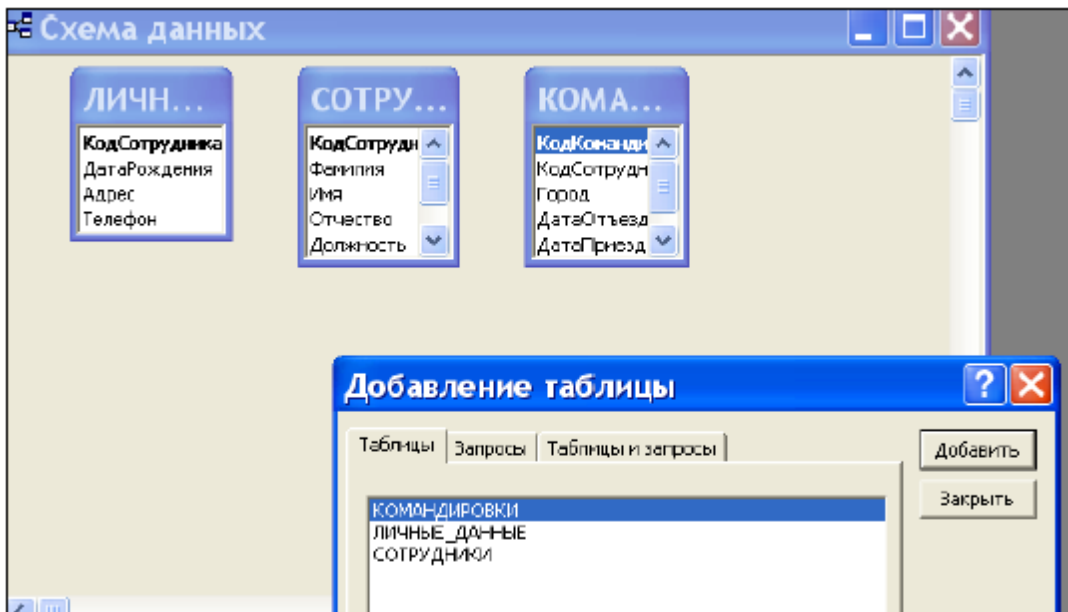 Схема данных
ЛИЧН...
КодСотрудника
ДатаРождения
Адрес
Телефон
СОТРУ...
КодСотрудн
Фамилия
Имя
Отчество
Должность
КОМА...
КодКоманди
КодСотрудн
Город
ДатаОтъезд
ДатаПриезд
Добавление таблицы
Таблицы Запросы Таблицы и запросы
Добавить
Закрыть
КОМАНДИРОВКИ
ЛИЧНЫЕ_ДАННЫЕ
СОТРУДНИКИ